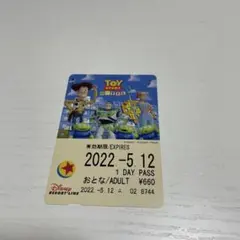 TOY
STORY
有効期限/EXPIRES
2022.-5.12
1 DAY PASS
おとな/ADULT ¥660
Disney
RESORT LINE
2022.-5.12 02 8744